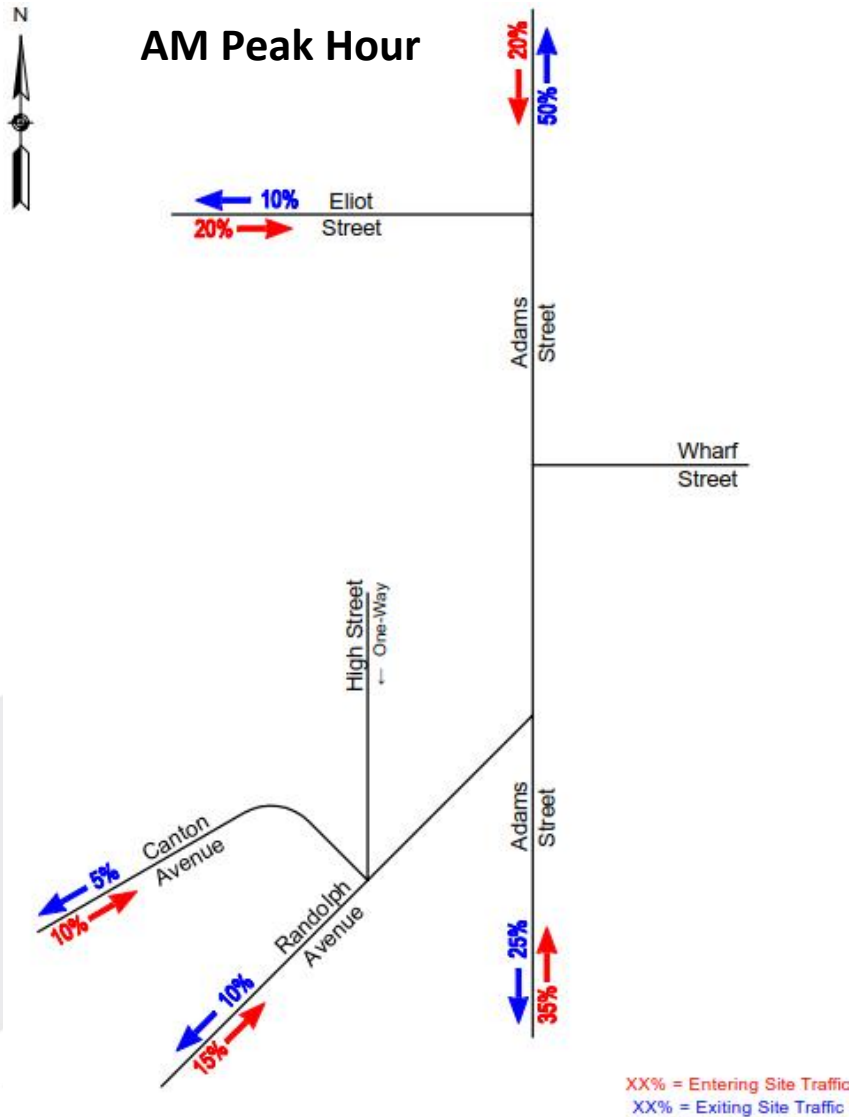 N
AM Peak Hour
20%
50%
10%
Eliot
20%
Street
Adams
Street
Wharf
Street
High Street
← One-Way
Adams
Street
Canton
Avenue
5%
10%
Randolph
Avenue
10%
15%
25%
35%
XX% = Entering Site Traffic
XX% = Exiting Site Traffic